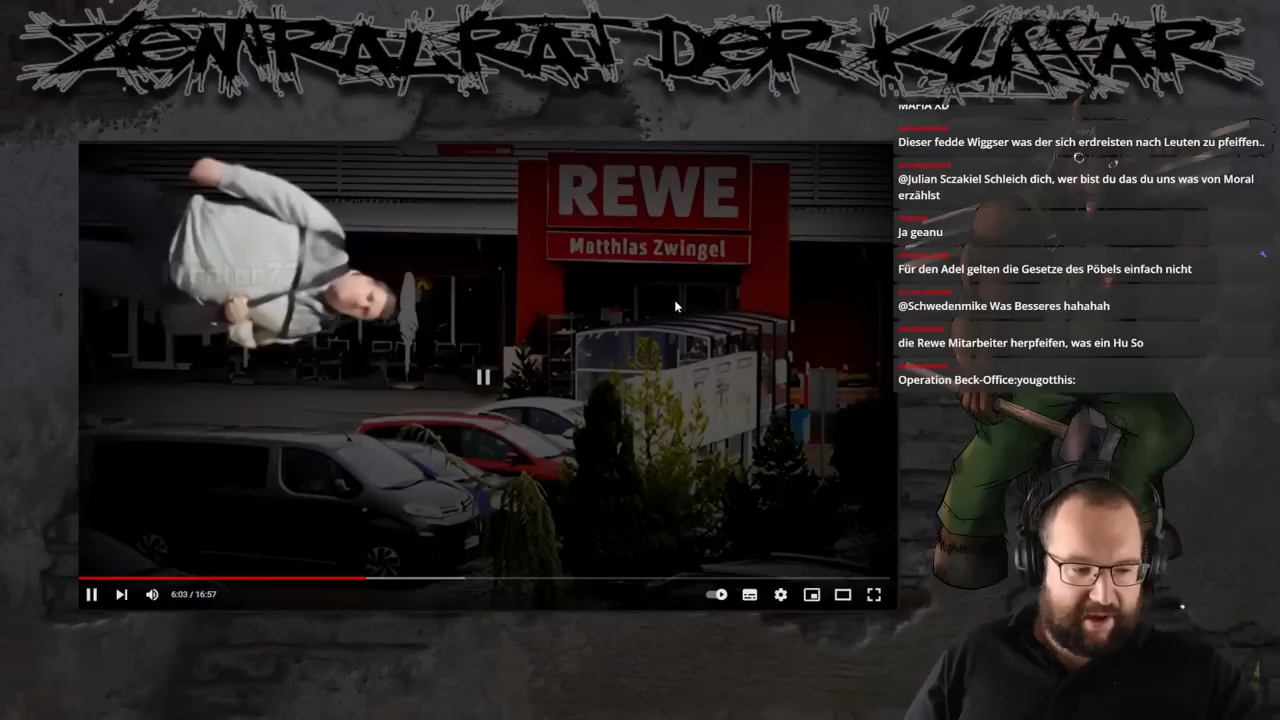 ZENTRALRAT DER KUFFAR
MAFIA XD
Dieser fedde Wiggser was der sich erdreisten nach Leuten zu pfeiffen..
@Julian Sczakiel Schleich dich, wer bist du das du uns was von Moral
erzählst
Ja geanu
Für den Adel gelten die Gesetze des Pöbels einfach nicht
@Schwedenmike Was Besseres hahahah
die Rewe Mitarbeiter herpfeifen, was ein Hu So
Operation Beck-Office:yougotthis:
REWE
Matthias Zwingel
6:03 / 16:57